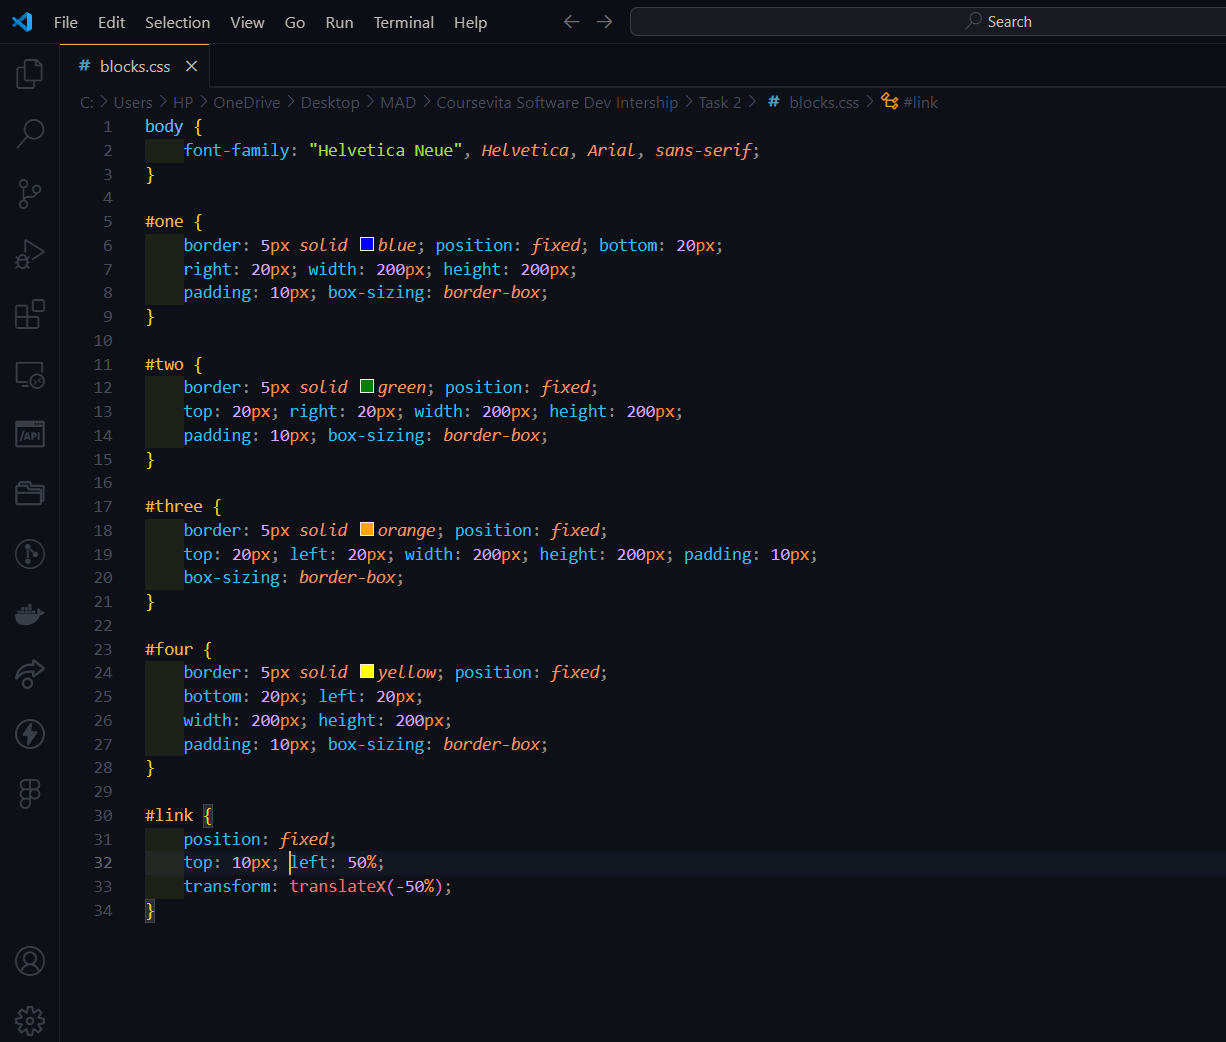 File Edit Selection View Go Run Terminal Help Search
# blocks.css
C: > Users > HP > OneDrive > Desktop > MAD > Coursevita Software Dev Intership > Task 2 > # blocks.css > #link
1 body {
2     font-family: "Helvetica Neue", Helvetica, Arial, sans-serif;
3 }
4
5 #one {
6     border: 5px solid blue; position: fixed; bottom: 20px;
7     right: 20px; width: 200px; height: 200px;
8     padding: 10px; box-sizing: border-box;
9 }
10
11 #two {
12     border: 5px solid green; position: fixed;
13     top: 20px; right: 20px; width: 200px; height: 200px;
14     padding: 10px; box-sizing: border-box;
15 }
16
17 #three {
18     border: 5px solid orange; position: fixed;
19     top: 20px; left: 20px; width: 200px; height: 200px; padding: 10px;
20     box-sizing: border-box;
21 }
22
23 #four {
24     border: 5px solid yellow; position: fixed;
25     bottom: 20px; left: 20px;
26     width: 200px; height: 200px;
27     padding: 10px; box-sizing: border-box;
28 }
29
30 #link {
31     position: fixed;
32     top: 10px; left: 50%;
33     transform: translateX(-50%);
34 }
/API